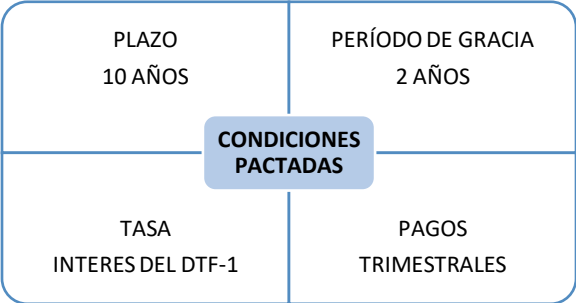 PLAZO
10 AÑOS
PERÍODO DE GRACIA
2 AÑOS
CONDICIONES
PACTADAS
TASA
INTERES DEL DTF-1
PAGOS
TRIMESTRALES